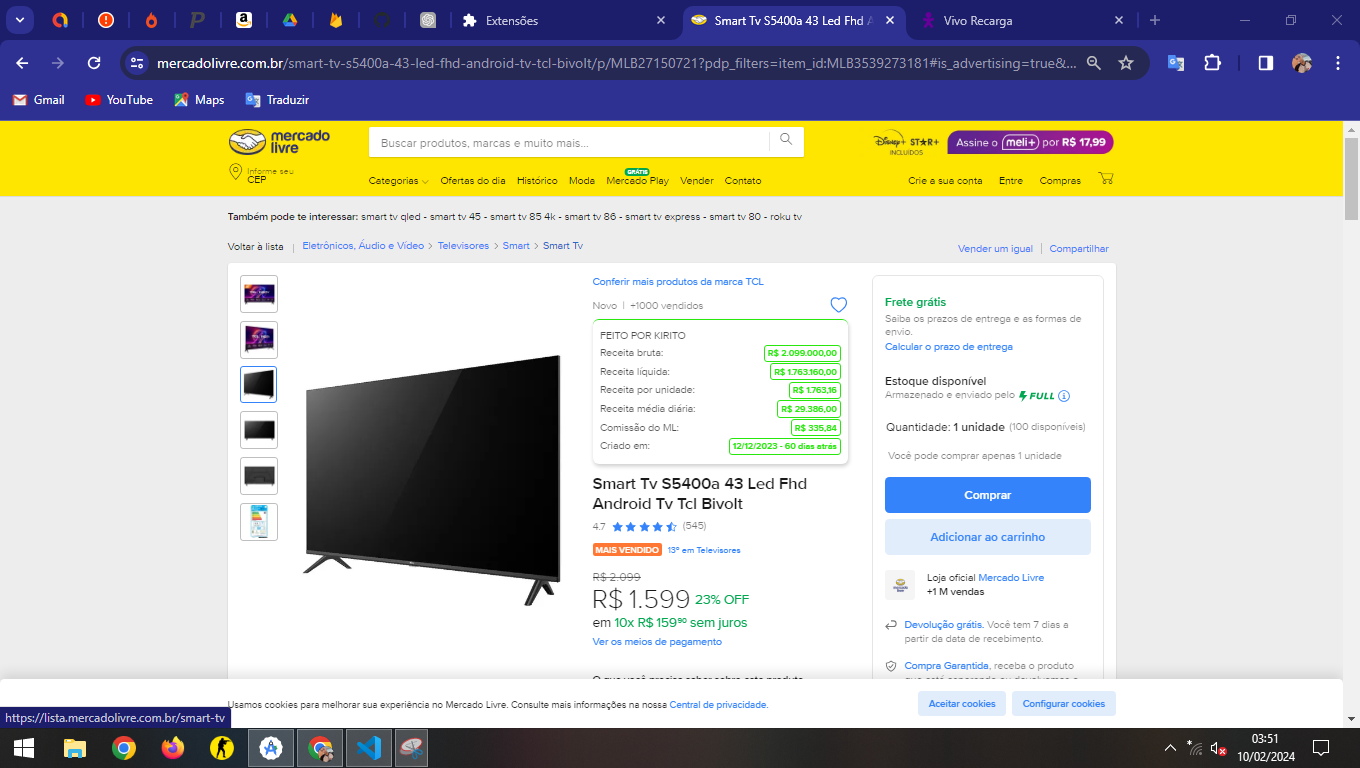 Extensões
Smart Tv S5400a 43 Led Fhd A
Vivo Recarga
mercadolivre.com.br/smart-tv-s5400a-43-led-fhd-android-tv-tcl-bivolt/p/MLB27150721?pdp_filters=item_id:MLB3539273181#is_advertising=true&...
Gmail
YouTube
Maps
Traduzir
mercado
livre
Buscar produtos, marcas e muito mais...
Disney+ STAR+
INCLUÍDOS
Assine o meli+ por R$ 17,99
Informe seu
CEP
GRÁTIS
Categorias
Ofertas do dia
Histórico
Moda
Mercado Play
Vender
Contato
Crie a sua conta
Entre
Compras
Também pode te interessar: smart tv qled - smart tv 45 - smart tv 85 4k - smart tv 86 - smart tv express - smart tv 80 - roku tv
Voltar à lista | Eletrônicos, Áudio e Vídeo > Televisores > Smart > Smart Tv
Vender um igual | Compartilhar
Conferir mais produtos da marca TCL
Novo | +1000 vendidos
FEITO POR KIRITO
Receita bruta: R$ 2.099.000,00
Receita líquida: R$ 1.763.160,00
Receita por unidade: R$ 1.763,16
Receita média diária: R$ 29.386,00
Comissão do ML: R$ 335,84
Criado em: 12/12/2023 - 60 dias atrás
Smart Tv S5400a 43 Led Fhd
Android Tv Tcl Bivolt
4.7 (545)
MAIS VENDIDO 13º em Televisores
R$ 2.099
R$ 1.599 23% OFF
em 10x R$ 159⁹⁰ sem juros
Ver os meios de pagamento
O que você precisa saber sobre este produto
Frete grátis
Saiba os prazos de entrega e as formas de
envio.
Calcular o prazo de entrega
Estoque disponível
Armazenado e enviado pelo FULL
Quantidade: 1 unidade (100 disponíveis)
Você pode comprar apenas 1 unidade
Comprar
Adicionar ao carrinho
Loja oficial Mercado Livre
+1 M vendas
Devolução grátis. Você tem 7 dias a
partir da data de recebimento.
Compra Garantida, receba o produto
que está esperando ou devolvemos o
Usamos cookies para melhorar sua experiência no Mercado Livre. Consulte mais informações na nossa Central de privacidade.
Aceitar cookies
Configurar cookies
https://lista.mercadolivre.com.br/smart-tv
03:51
10/02/2024